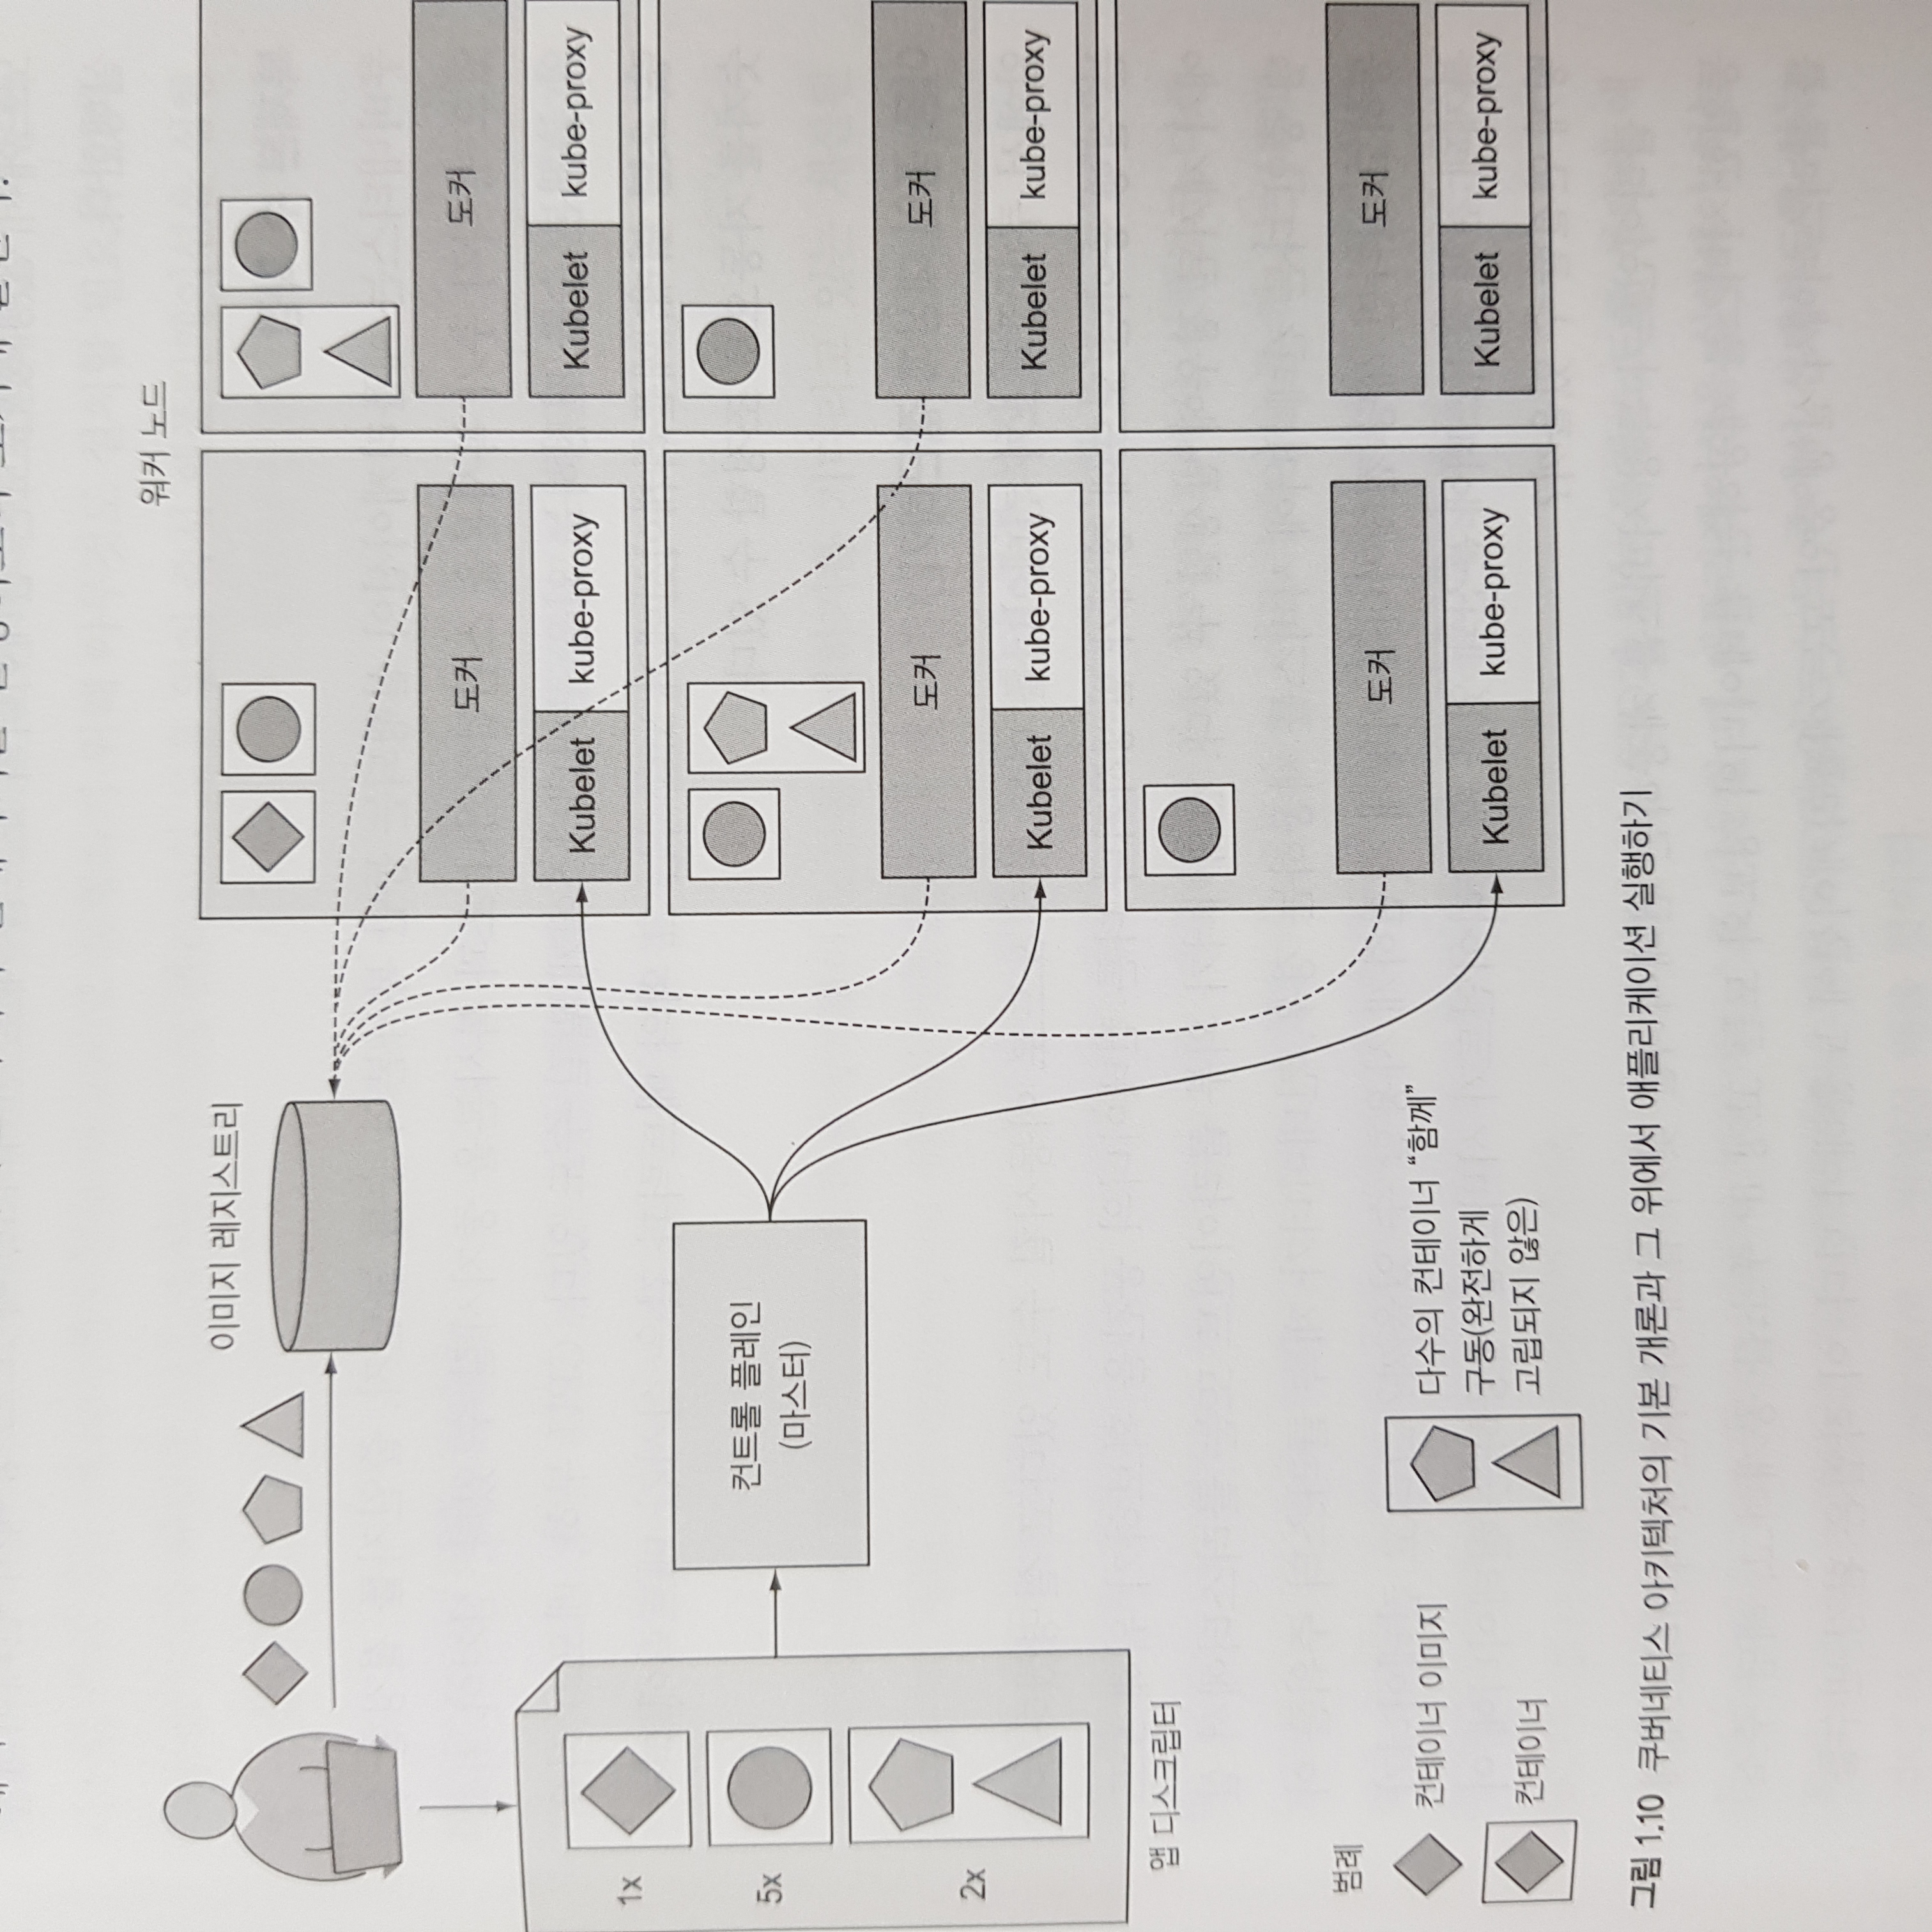 워커 노드
이미지 레지스트리
도커
도커
Kubelet
kube-proxy
Kubelet
kube-proxy
1x
5x
2x
컨트롤 플레인
(마스터)
도커
도커
Kubelet
kube-proxy
Kubelet
kube-proxy
앱 디스크립터
도커
도커
Kubelet
kube-proxy
Kubelet
kube-proxy
범례
컨테이너 이미지
컨테이너
다수의 컨테이너 “함께”
구동(완전하게
고립되지 않은)
그림 1.10 쿠버네티스 아키텍처의 기본 개론과 그 위에서 애플리케이션 실행하기